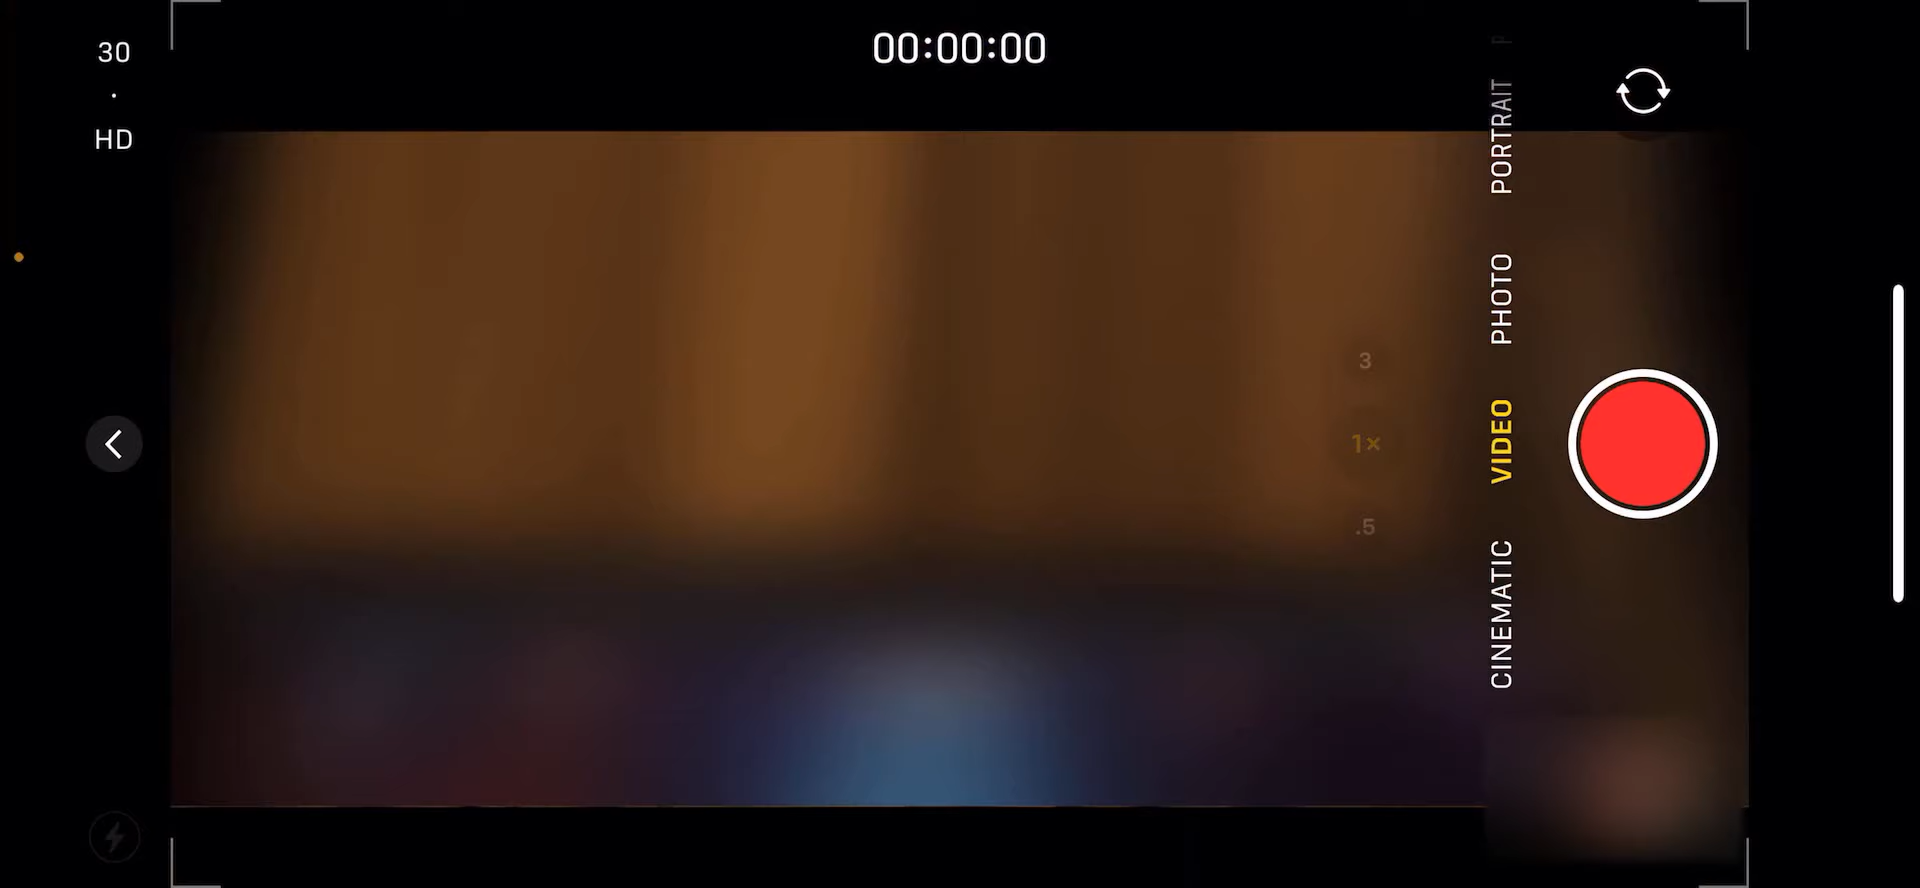 30
·
HD
00:00:00
PORTRAIT
PHOTO
VIDEO
CINEMATIC
3
1×
.5